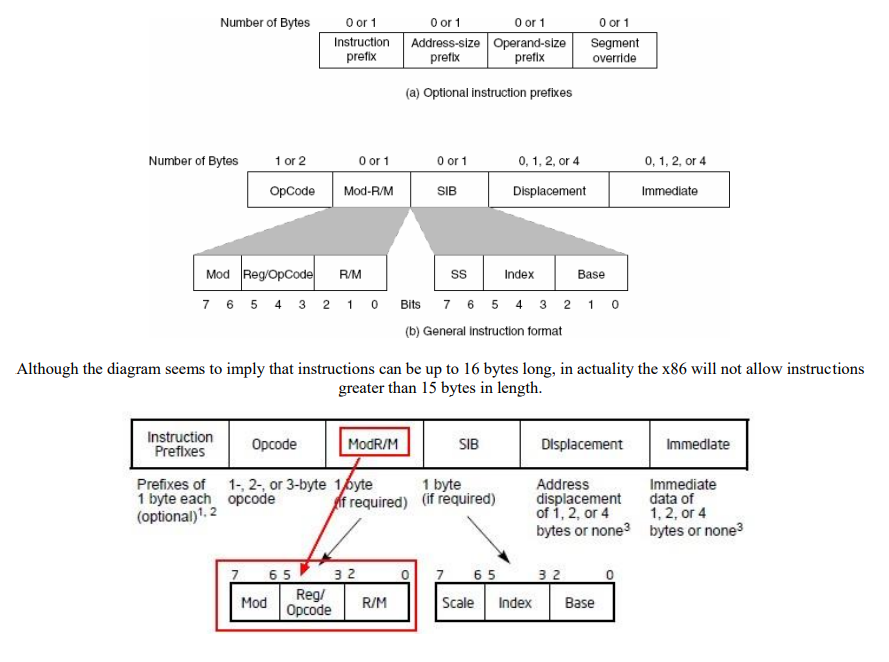 Number of Bytes 0 or 1 0 or 1 0 or 1 0 or 1
Instruction prefix Address-size prefix Operand-size prefix Segment override
(a) Optional instruction prefixes
Number of Bytes 1 or 2 0 or 1 0 or 1 0, 1, 2, or 4 0, 1, 2, or 4
OpCode Mod-R/M SIB Displacement Immediate
Mod Reg/OpCode R/M SS Index Base
7 6 5 4 3 2 1 0 Bits 7 6 5 4 3 2 1 0
(b) General instruction format
Although the diagram seems to imply that instructions can be up to 16 bytes long, in actuality the x86 will not allow instructions
greater than 15 bytes in length.
Instruction Prefixes Opcode ModR/M SIB Displacement Immediate
Prefixes of 1 byte each (optional)1, 2
1-, 2-, or 3-byte opcode
1 byte (if required)
1 byte (if required)
Address displacement of 1, 2, or 4 bytes or none3
Immediate data of 1, 2, or 4 bytes or none3
7 6 5 3 2 0 7 6 5 3 2 0
Mod Reg/Opcode R/M Scale Index Base